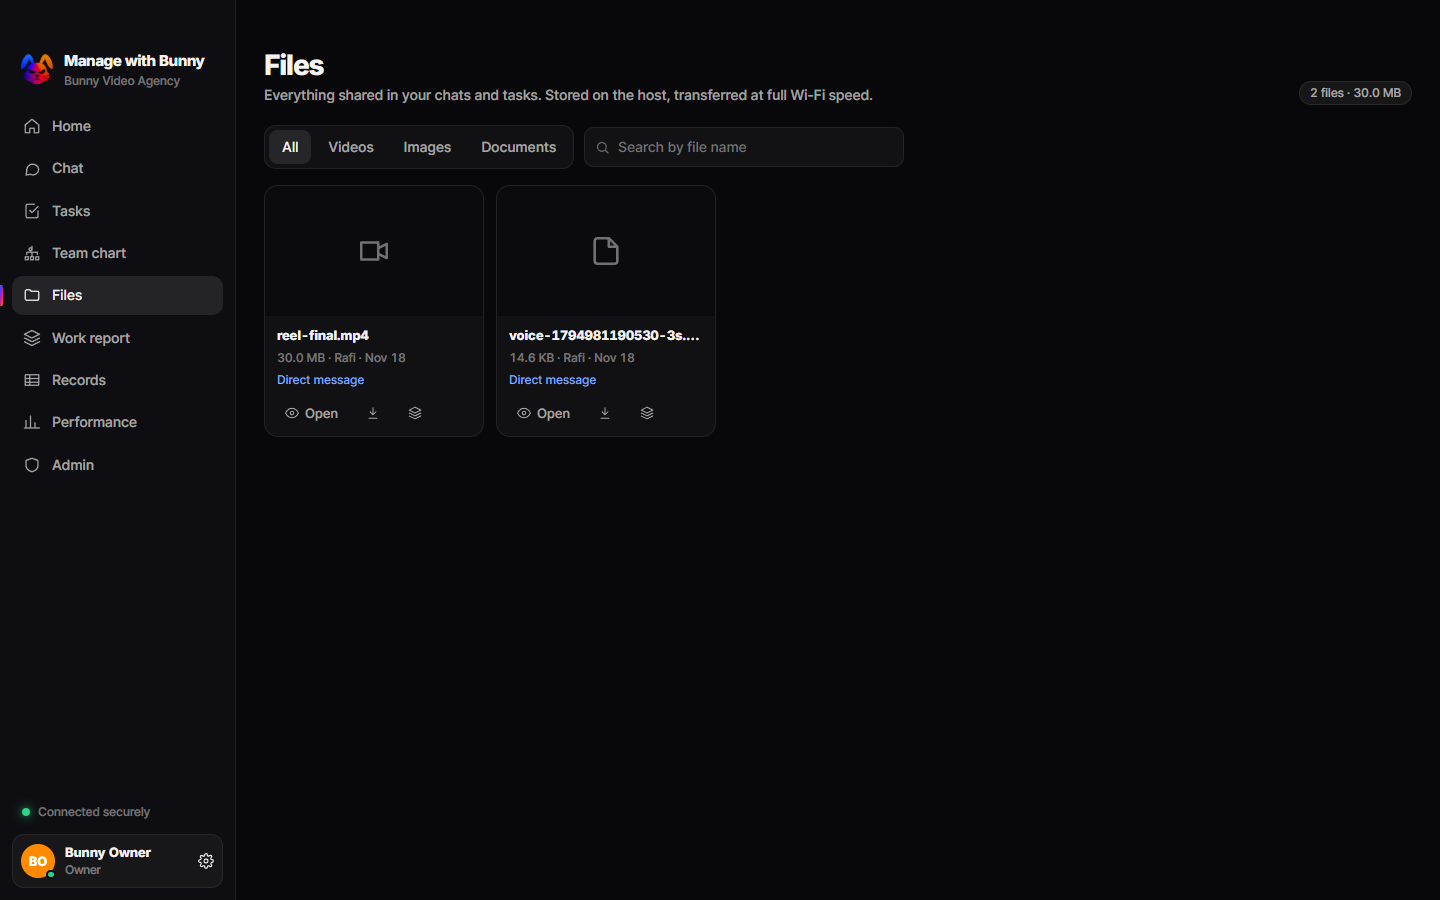 Manage with Bunny
Bunny Video Agency
Home
Chat
Tasks
Team chart
Files
Work report
Records
Performance
Admin
Connected securely
BO
Bunny Owner
Owner
Files
Everything shared in your chats and tasks. Stored on the host, transferred at full Wi-Fi speed.
2 files · 30.0 MB
All Videos Images Documents
Search by file name
reel-final.mp4
30.0 MB · Rafi · Nov 18
Direct message
Open
voice-1794981190530-3s....
14.6 KB · Rafi · Nov 18
Direct message
Open